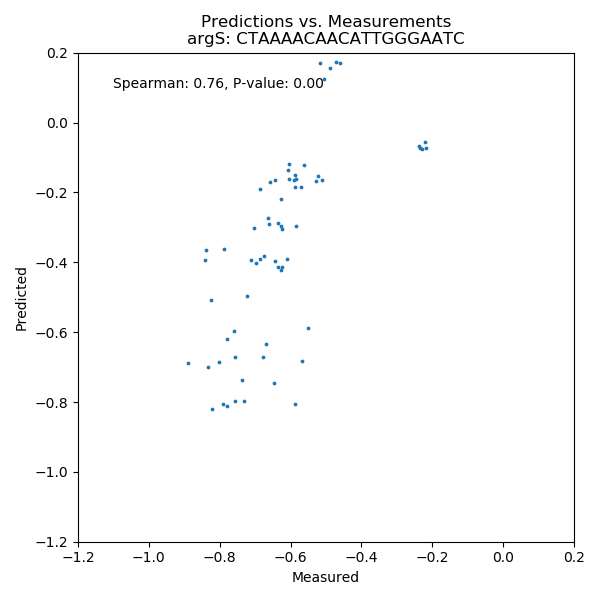 Predictions vs. Measurements
argS: CTAAAACAACATTGGGAATC
Spearman: 0.76, P-value: 0.00
Predicted
0.2
0.0
−0.2
−0.4
−0.6
−0.8
−1.0
−1.2
−1.2 −1.0 −0.8 −0.6 −0.4 −0.2 0.0 0.2
Measured